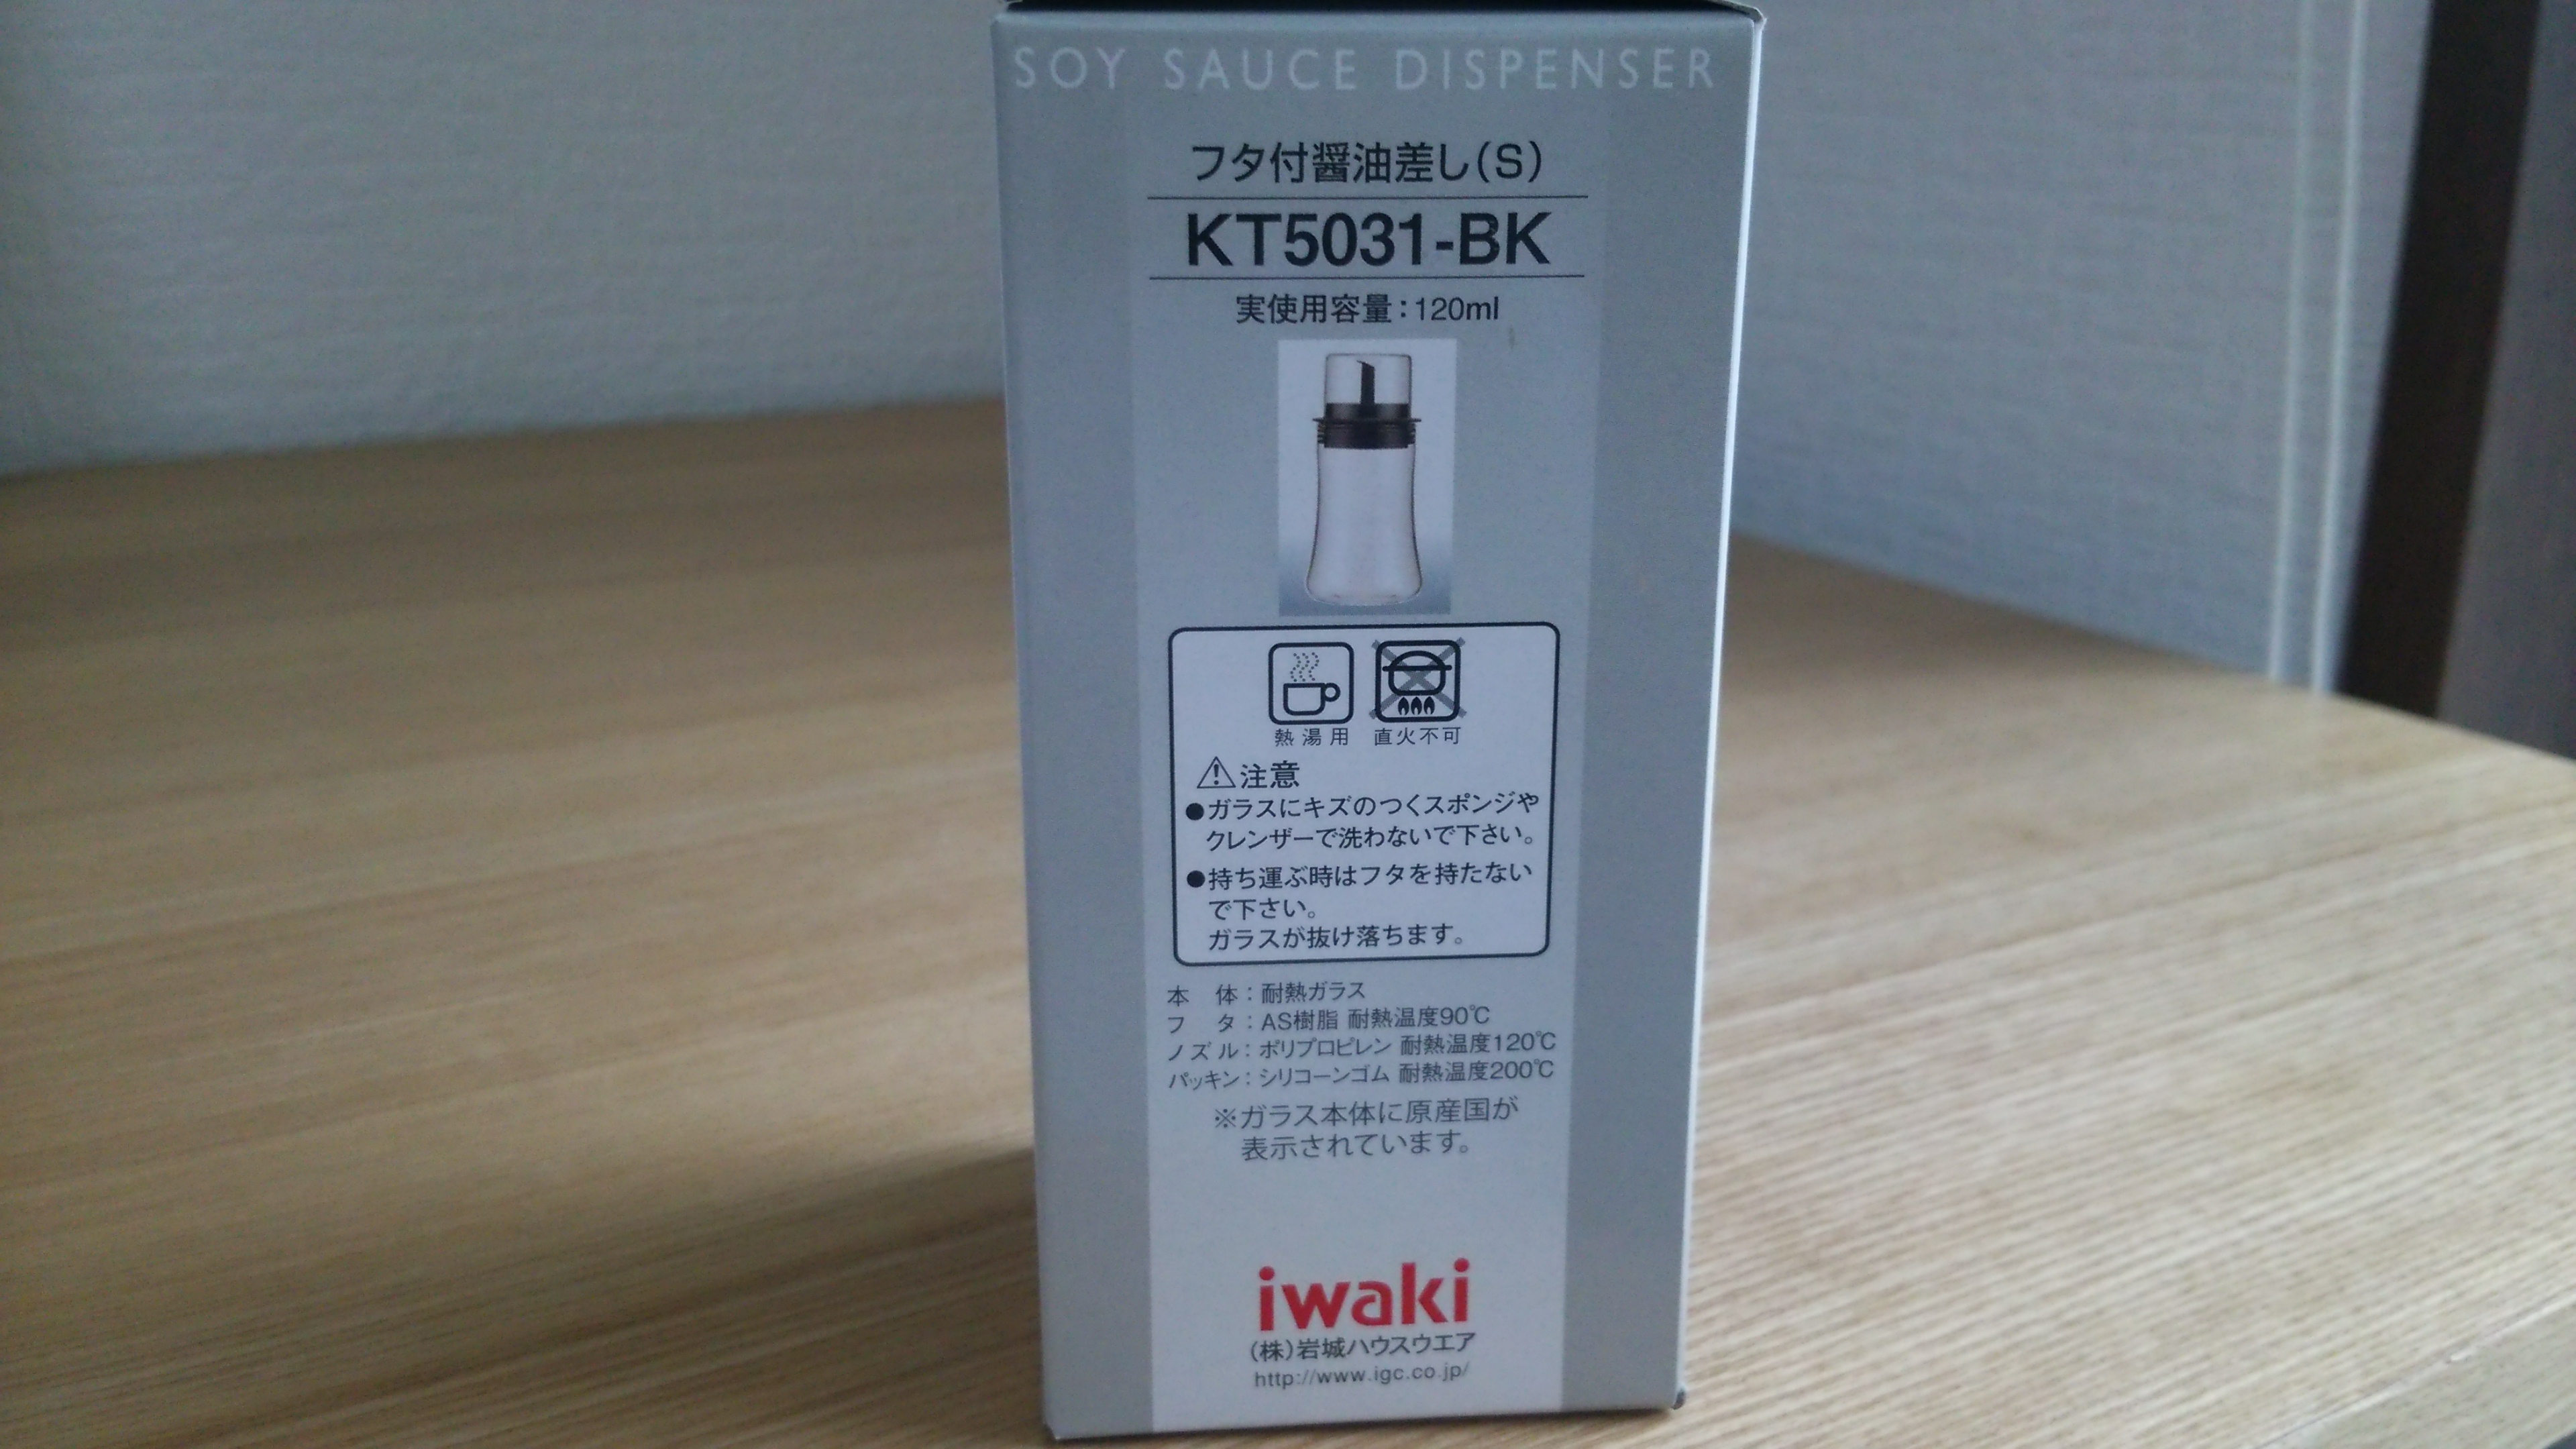 SOY SAUCE DISPENSER
フタ付醤油差し(S)
KT5031-BK
実使用容量:120ml
熱湯用 直火不可
⚠注意
●ガラスにキズのつくスポンジや
クレンザーで洗わないで下さい。
●持ち運ぶ時はフタを持たない
で下さい。
ガラスが抜け落ちます。
本 体:耐熱ガラス
フ タ:AS樹脂 耐熱温度90℃
ノズル:ポリプロピレン 耐熱温度120℃
パッキン:シリコーンゴム 耐熱温度200℃
※ガラス本体に原産国が
表示されています。
iwaki
(株)岩城ハウスウエア
http://www.igc.co.jp/